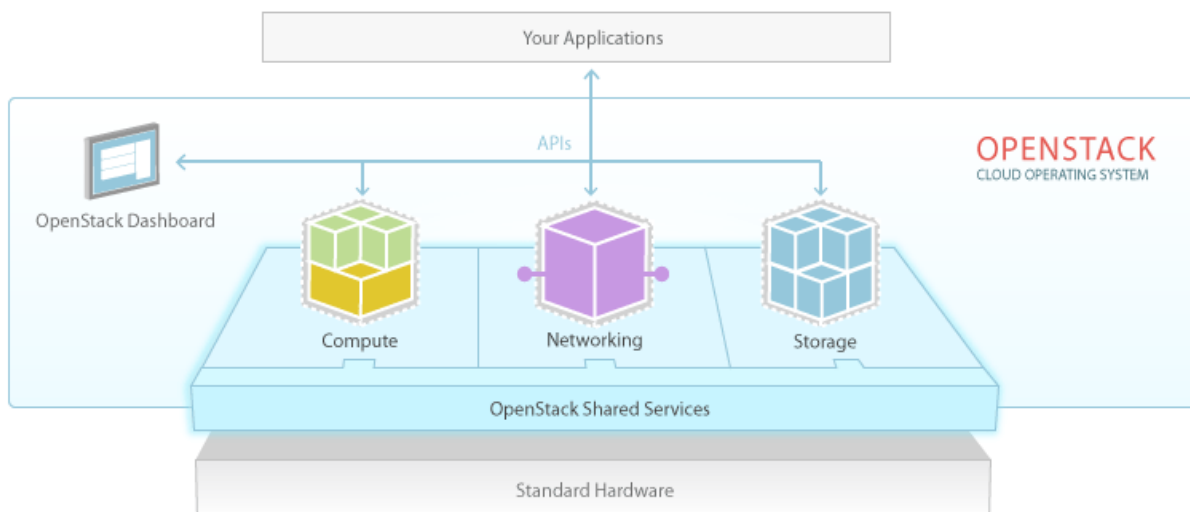 Your Applications
APIs
OPENSTACK
CLOUD OPERATING SYSTEM
OpenStack Dashboard
Compute
Networking
Storage
OpenStack Shared Services
Standard Hardware